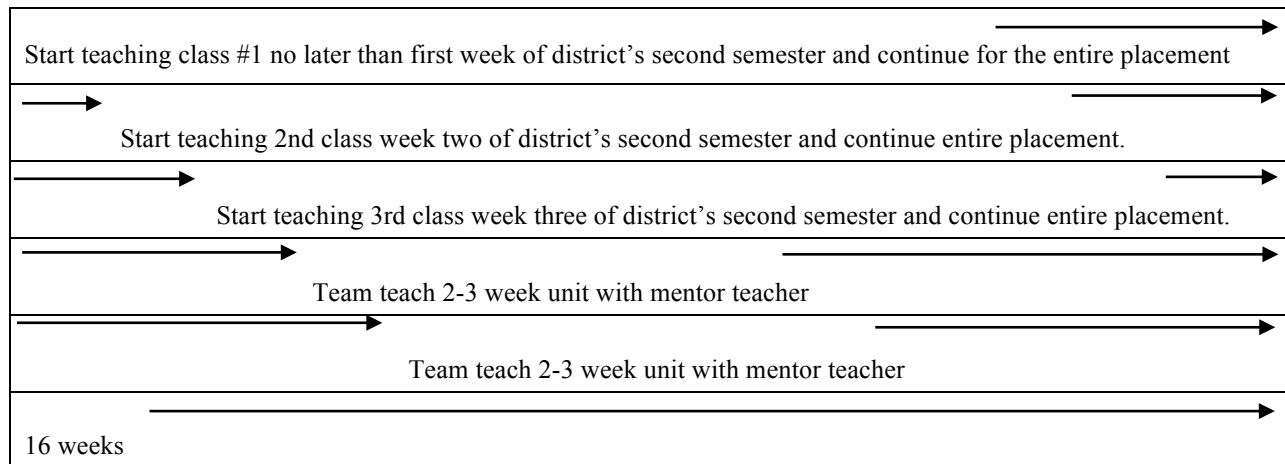 Start teaching class #1 no later than first week of district’s second semester and continue for the entire placement
Start teaching 2nd class week two of district’s second semester and continue entire placement.
Start teaching 3rd class week three of district’s second semester and continue entire placement.
Team teach 2-3 week unit with mentor teacher
Team teach 2-3 week unit with mentor teacher
16 weeks